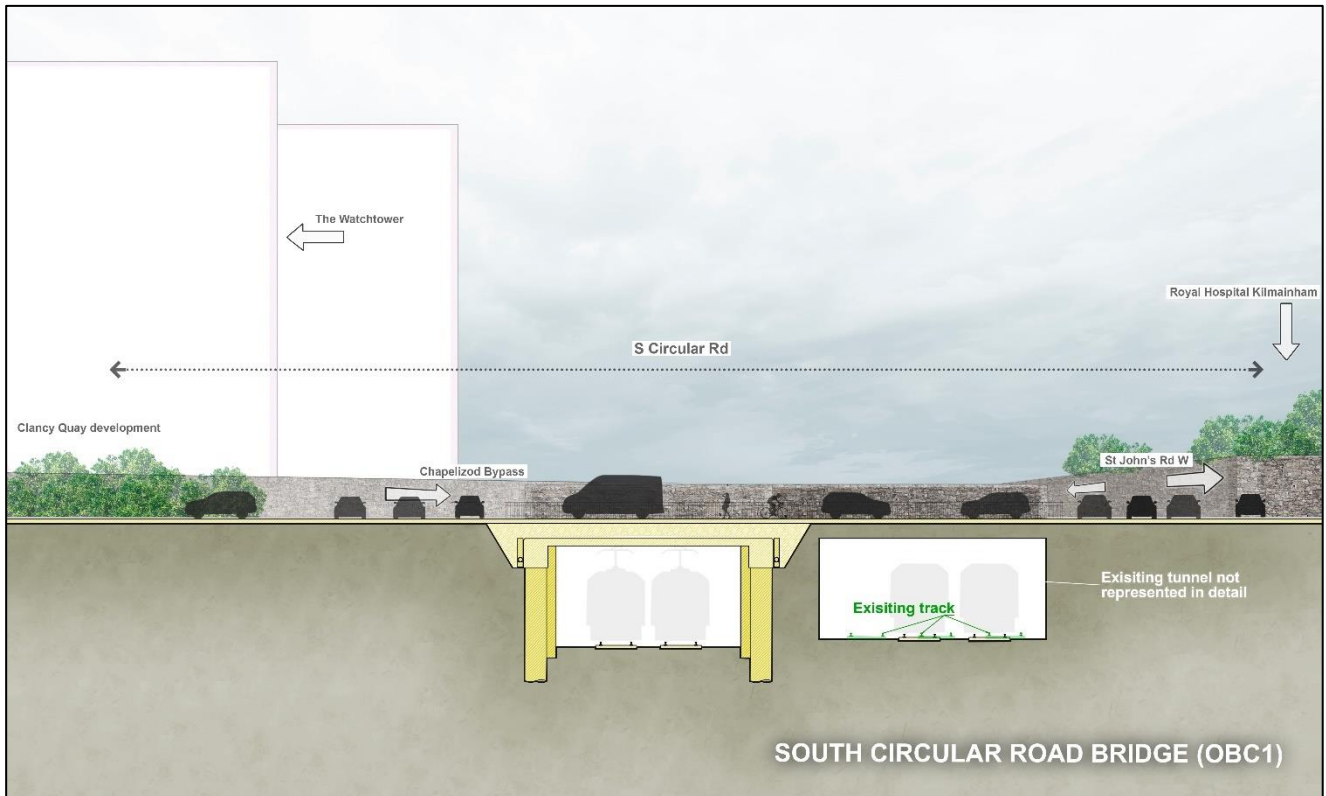 The Watchtower
Royal Hospital Kilmainham
S Circular Rd
Clancy Quay development
Chapelizod Bypass
St John's Rd W
Exisiting tunnel not
represented in detail
Exisiting track
SOUTH CIRCULAR ROAD BRIDGE (OBC1)